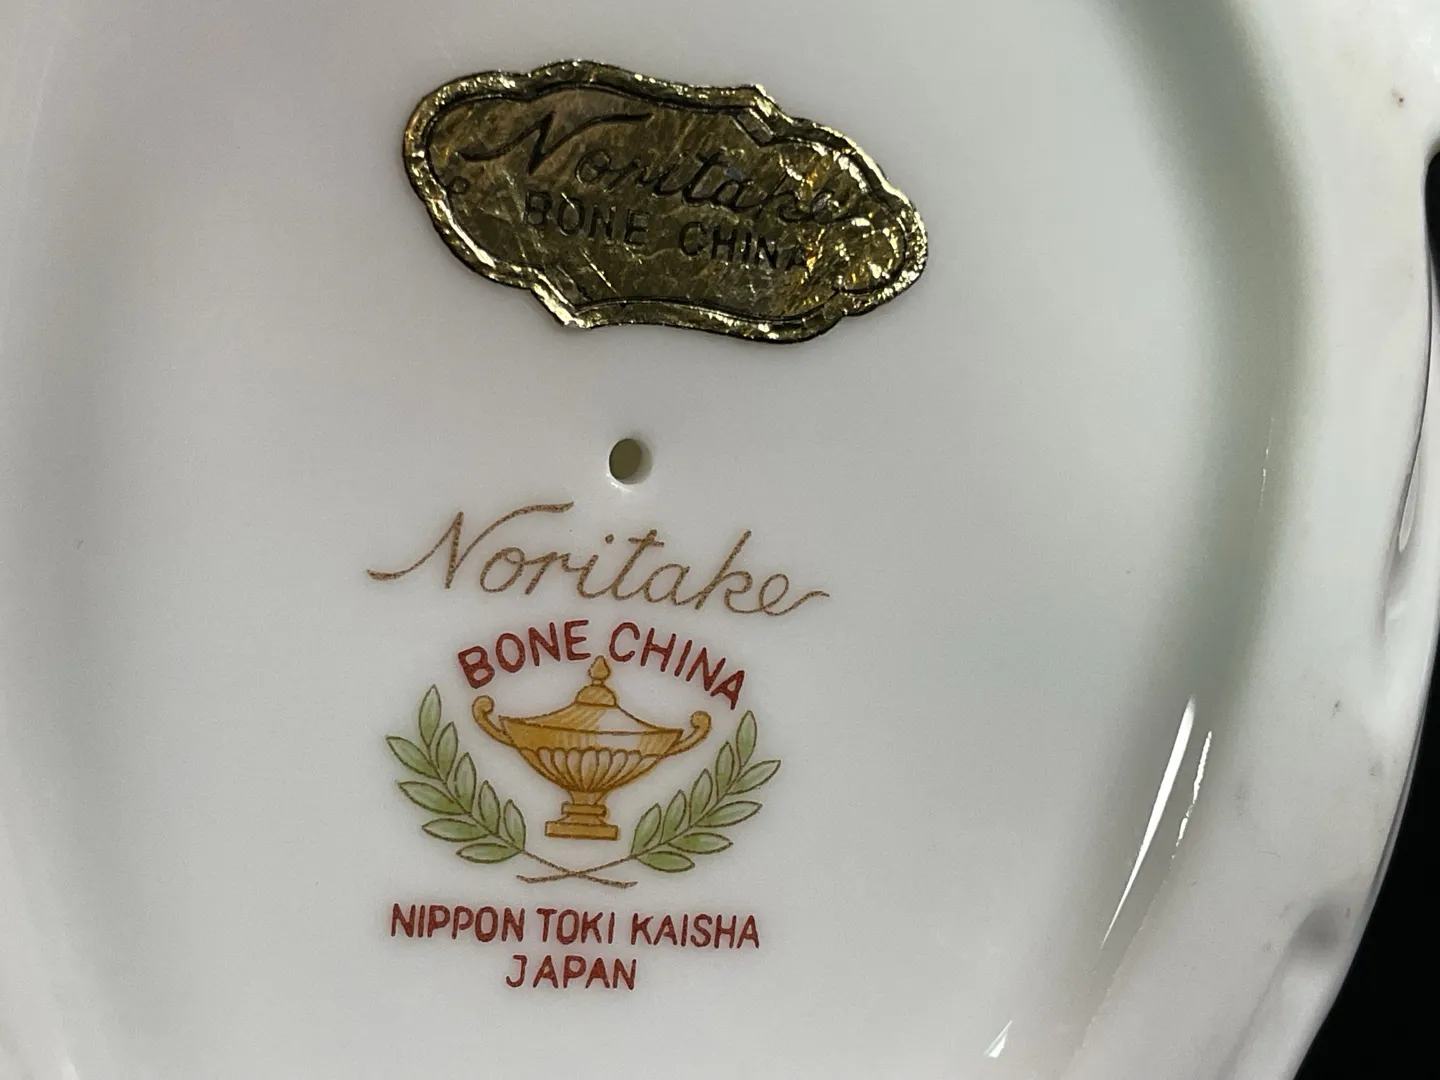 Noritake
BONE CHINA
Noritake
BONE CHINA
NIPPON TOKI KAISHA
JAPAN